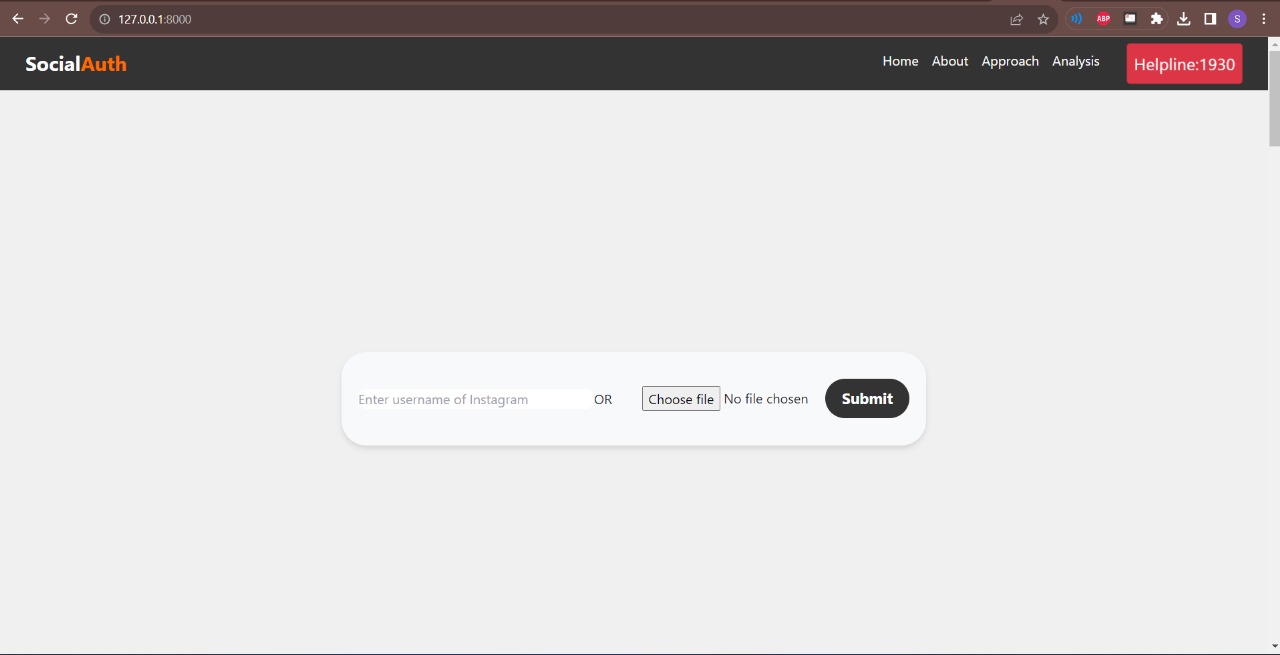 127.0.0.1:8000
ABP
S
SocialAuth
Home About Approach Analysis Helpline:1930
Enter username of Instagram OR Choose file No file chosen Submit